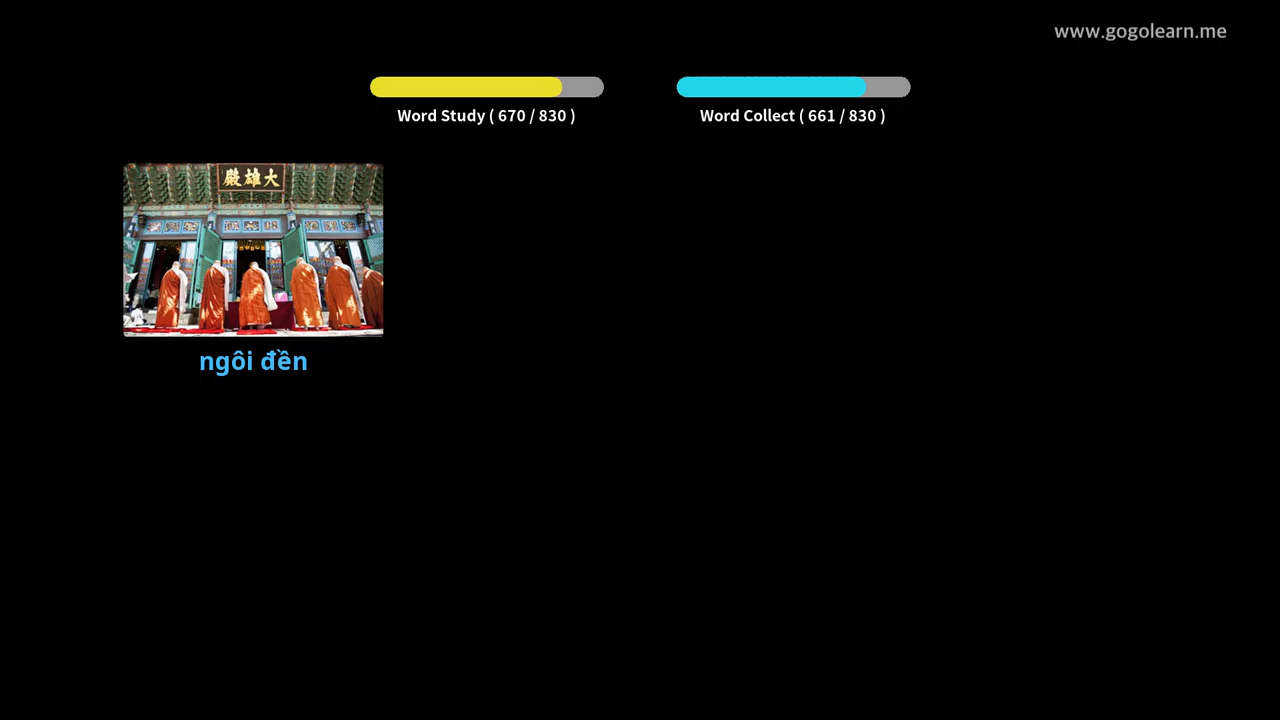 www.gogolearn.me
Word Study ( 670 / 830 )
Word Collect ( 661 / 830 )
殿雄大
ngôi đền